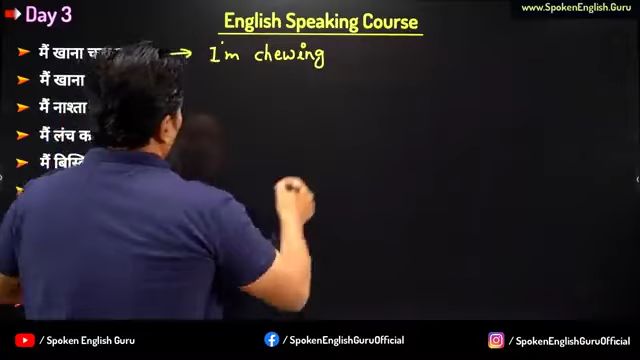 Day 3
English Speaking Course
www.SpokenEnglish.Guru
मैं खाना → I'm chewing
मैं खाना
मैं नाश्ता
मैं लंच
मैं
/ Spoken English Guru
/SpokenEnglishGuruOfficial
/SpokenEnglishGuruOfficial